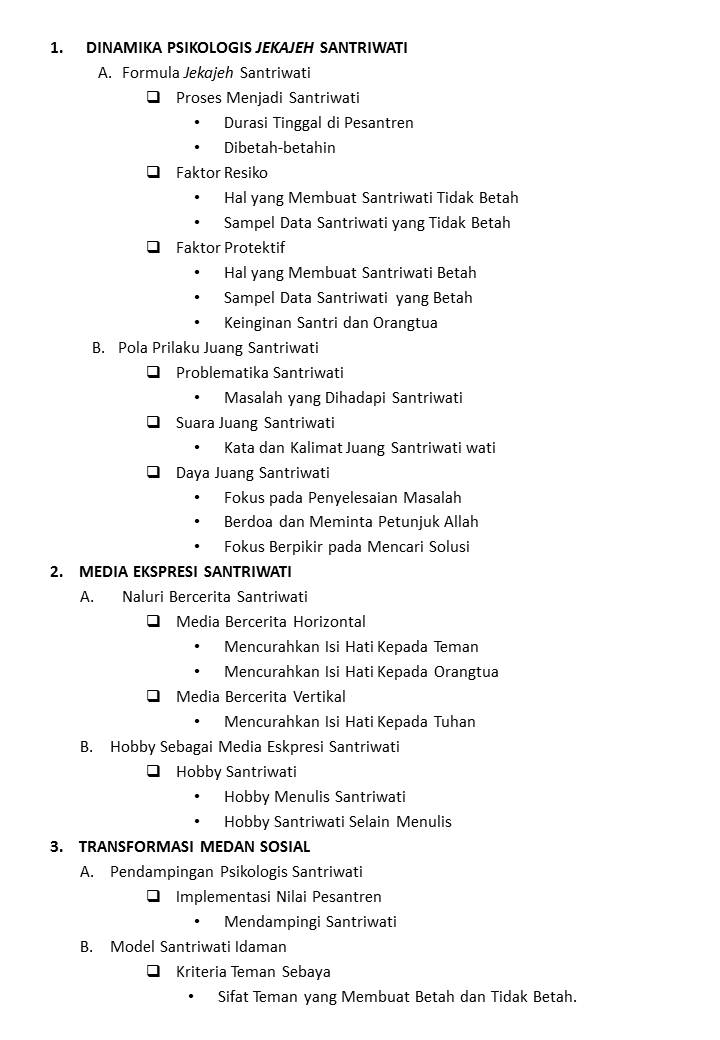 1. DINAMIKA PSIKOLOGIS JEKAJEH SANTRIWATI
A. Formula Jekajeh Santriwati
❑ Proses Menjadi Santriwati
• Durasi Tinggal di Pesantren
• Dibetah-betahin
❑ Faktor Resiko
• Hal yang Membuat Santriwati Tidak Betah
• Sampel Data Santriwati yang Tidak Betah
❑ Faktor Protektif
• Hal yang Membuat Santriwati Betah
• Sampel Data Santriwati yang Betah
• Keinginan Santri dan Orangtua
B. Pola Prilaku Juang Santriwati
❑ Problematika Santriwati
• Masalah yang Dihadapi Santriwati
❑ Suara Juang Santriwati
• Kata dan Kalimat Juang Santriwati wati
❑ Daya Juang Santriwati
• Fokus pada Penyelesaian Masalah
• Berdoa dan Meminta Petunjuk Allah
• Fokus Berpikir pada Mencari Solusi
2. MEDIA EKSPRESI SANTRIWATI
A. Naluri Bercerita Santriwati
❑ Media Bercerita Horizontal
• Mencurahkan Isi Hati Kepada Teman
• Mencurahkan Isi Hati Kepada Orangtua
❑ Media Bercerita Vertikal
• Mencurahkan Isi Hati Kepada Tuhan
B. Hobby Sebagai Media Eskpresi Santriwati
❑ Hobby Santriwati
• Hobby Menulis Santriwati
• Hobby Santriwati Selain Menulis
3. TRANSFORMASI MEDAN SOSIAL
A. Pendampingan Psikologis Santriwati
❑ Implementasi Nilai Pesantren
• Mendampingi Santriwati
B. Model Santriwati Idaman
❑ Kriteria Teman Sebaya
• Sifat Teman yang Membuat Betah dan Tidak Betah.